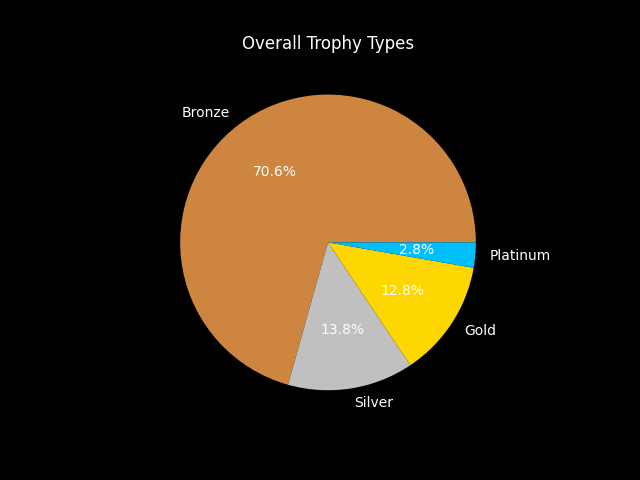 Overall Trophy Types
Bronze
70.6%
2.8%
Platinum
12.8%
Gold
13.8%
Silver